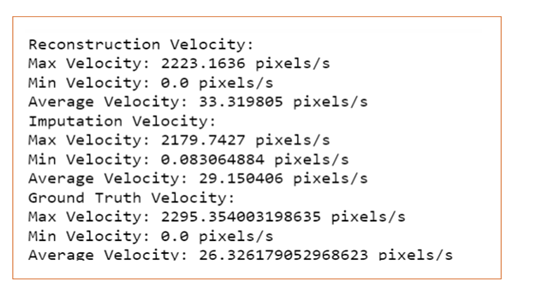 Reconstruction Velocity:
Max Velocity: 2223.1636 pixels/s
Min Velocity: 0.0 pixels/s
Average Velocity: 33.319805 pixels/s
Imputation Velocity:
Max Velocity: 2179.7427 pixels/s
Min Velocity: 0.083064884 pixels/s
Average Velocity: 29.150406 pixels/s
Ground Truth Velocity:
Max Velocity: 2295.354003198635 pixels/s
Min Velocity: 0.0 pixels/s
Average Velocity: 26.326179052968623 pixels/s